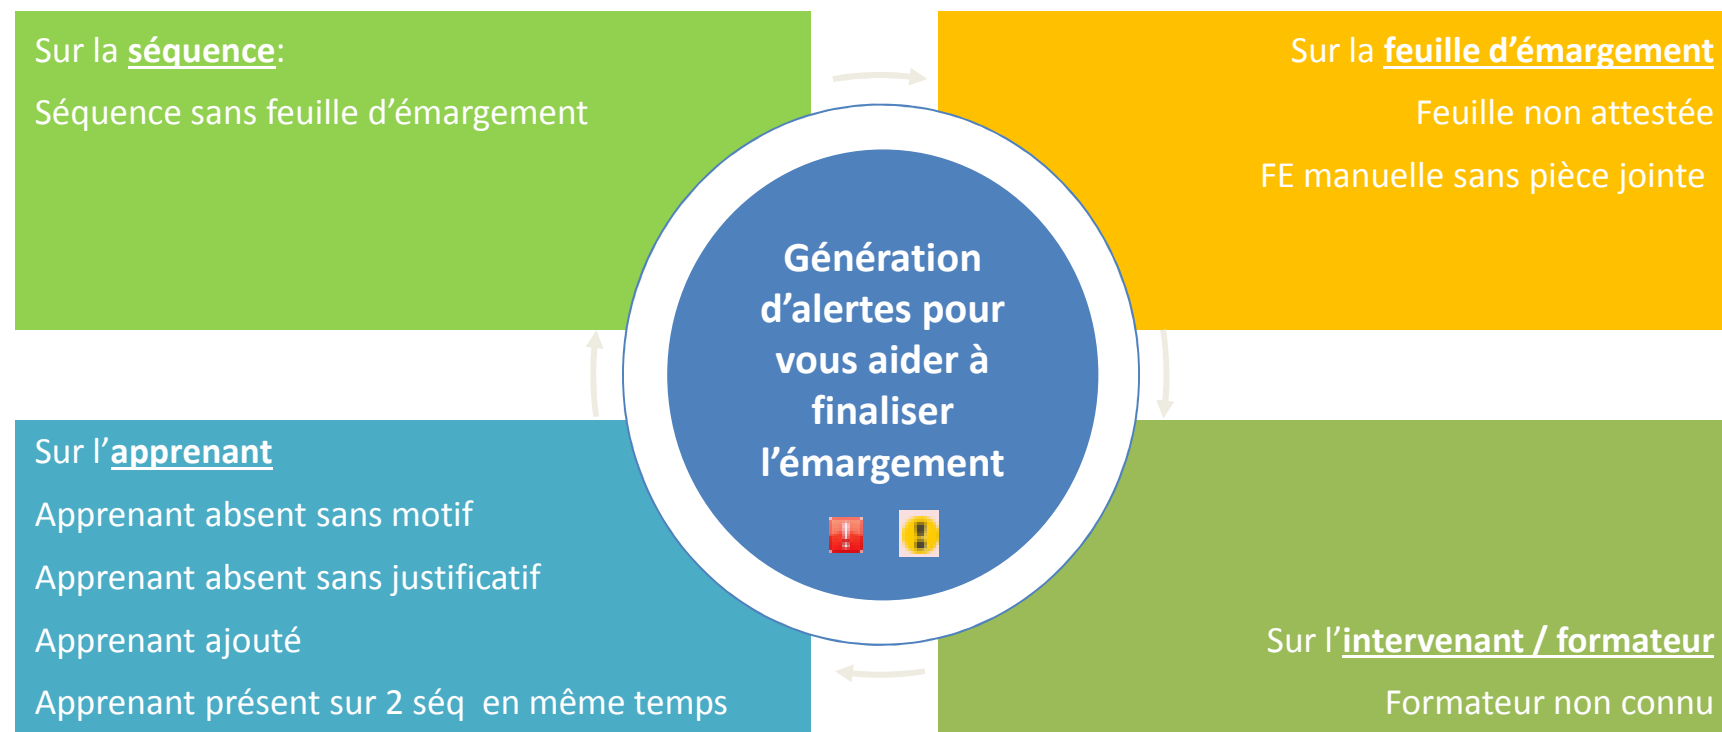 Sur la séquence:
Séquence sans feuille d’émargement
Sur la feuille d’émargement
Feuille non attestée
FE manuelle sans pièce jointe
Génération
d’alertes pour
vous aider à
finaliser
l’émargement
Sur l’apprenant
Apprenant absent sans motif
Apprenant absent sans justificatif
Apprenant ajouté
Apprenant présent sur 2 séq  en même temps
Sur l’intervenant / formateur
Formateur non connu